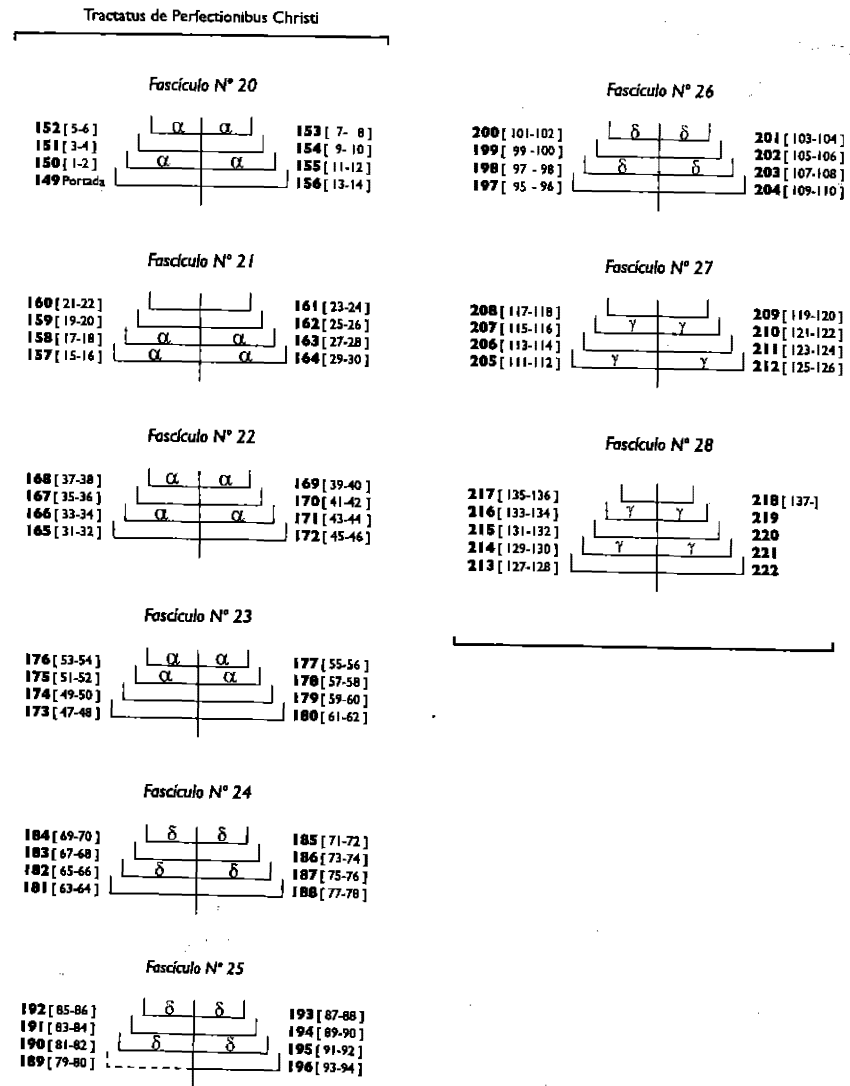 Tractatus de Perfectionibus Christi
Fascículo Nº 20
152 [ 5-6 ] α α 153 [ 7- 8 ]
151 [ 3-4 ] 154 [ 9- 10 ]
150 [ 1-2 ] α α 155 [ 11-12 ]
149 Portada 156 [ 13-14 ]
Fascículo Nº 21
160 [ 21-22 ] 161 [ 23-24 ]
159 [ 19-20 ] 162 [ 25-26 ]
158 [ 17-18 ] α α 163 [ 27-28 ]
157 [ 15-16 ] α α 164 [ 29-30 ]
Fascículo Nº 22
168 [ 37-38 ] α α 169 [ 39-40 ]
167 [ 35-36 ] 170 [ 41-42 ]
166 [ 33-34 ] α α 171 [ 43-44 ]
165 [ 31-32 ] 172 [ 45-46 ]
Fascículo Nº 23
176 [ 53-54 ] α α 177 [ 55-56 ]
175 [ 51-52 ] α α 178 [ 57-58 ]
174 [ 49-50 ] 179 [ 59-60 ]
173 [ 47-48 ] 180 [ 61-62 ]
Fascículo Nº 24
184 [ 69-70 ] δ δ 185 [ 71-72 ]
183 [ 67-68 ] 186 [ 73-74 ]
182 [ 65-66 ] δ δ 187 [ 75-76 ]
181 [ 63-64 ] 188 [ 77-78 ]
Fascículo Nº 25
192 [ 85-86 ] δ δ 193 [ 87-88 ]
191 [ 83-84 ] 194 [ 89-90 ]
190 [ 81-82 ] δ δ 195 [ 91-92 ]
189 [ 79-80 ] 196 [ 93-94 ]
Fascículo Nº 26
200 [ 101-102 ] δ δ 201 [ 103-104 ]
199 [ 99 -100 ] 202 [ 105-106 ]
198 [ 97 - 98 ] δ δ 203 [ 107-108 ]
197 [ 95 - 96 ] 204 [ 109-110 ]
Fascículo Nº 27
208 [ 117-118 ] 209 [ 119-120 ]
207 [ 115-116 ] γ γ 210 [ 121-122 ]
206 [ 113-114 ] 211 [ 123-124 ]
205 [ 111-112 ] γ γ 212 [ 125-126 ]
Fascículo Nº 28
217 [ 135-136 ] 218 [ 137-]
216 [ 133-134 ] γ γ 219
215 [ 131-132 ] 220
214 [ 129-130 ] γ γ 221
213 [ 127-128 ] 222